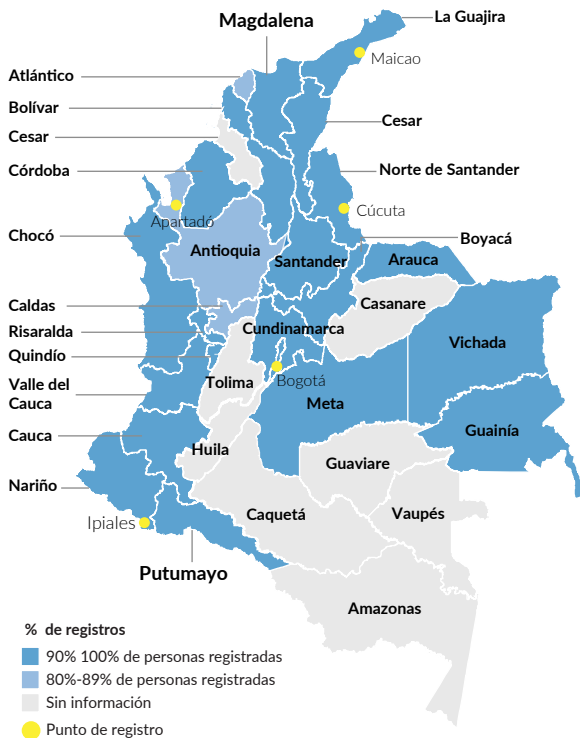 Magdalena
La Guajira
Maicao
Atlántico
Bolívar
Cesar
Cesar
Córdoba
Norte de Santander
Cúcuta
Apartadó
Chocó
Boyacá
Antioquia
Santander
Arauca
Casanare
Caldas
Risaralda
Cundinamarca
Vichada
Quindío
Tolima
Bogotá
Valle del
Cauca
Meta
Cauca
Guainía
Huila
Guaviare
Nariño
Caquetá
Vaupés
Ipiales
Putumayo
Amazonas
% de registros
90% 100% de personas registradas
80%-89% de personas registradas
Sin información
Punto de registro